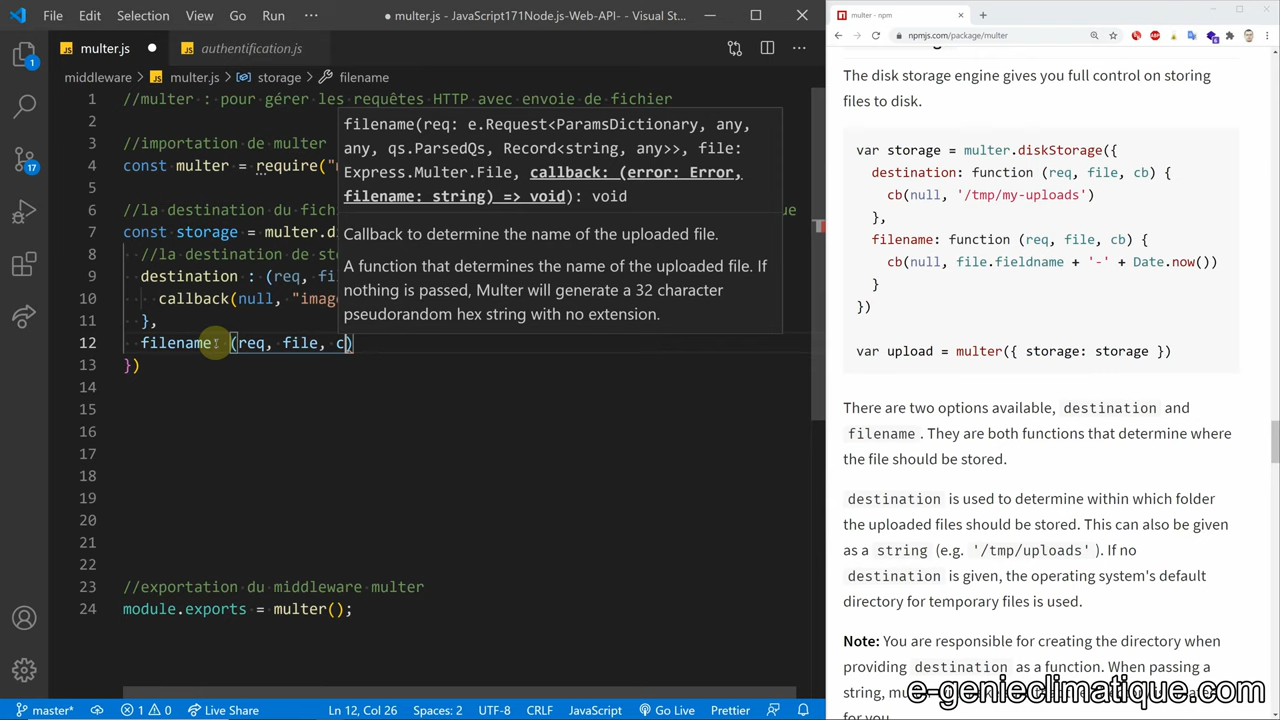 File Edit Selection View Go Run ··· ● multer.js - JavaScript171Node.js-Web-API- - Visual St...
multer.js ● authentification.js
middleware > multer.js > storage > filename
1 //multer : pour gérer les requêtes HTTP avec envoie de fichier
2
3 //importation de multer
4 const multer = require("
5
6 //la destination du fich ue
7 const storage = multer.di
8 //la destination de sto
9 destination : (req, fi
10 callback(null, "imag
11 },
12 filename: (req, file, c)
13 })
14
15
16
17
18
19
20
21
22
23 //exportation du middleware multer
24 module.exports = multer();
filename(req: e.Request<ParamsDictionary, any,
any, qs.ParsedQs, Record<string, any>>, file:
Express.Multer.File, callback: (error: Error,
filename: string) => void): void
Callback to determine the name of the uploaded file.
A function that determines the name of the uploaded file. If
nothing is passed, Multer will generate a 32 character
pseudorandom hex string with no extension.
1
17
master* 1 0 Live Share Ln 12, Col 26 Spaces: 2 UTF-8 CRLF JavaScript Go Live Prettier
multer - npm
npmjs.com/package/multer
The disk storage engine gives you full control on storing
files to disk.
var storage = multer.diskStorage({
destination: function (req, file, cb) {
cb(null, '/tmp/my-uploads')
},
filename: function (req, file, cb) {
cb(null, file.fieldname + '-' + Date.now())
}
})
var upload = multer({ storage: storage })
There are two options available, destination and
filename. They are both functions that determine where
the file should be stored.
destination is used to determine within which folder
the uploaded files should be stored. This can also be given
as a string (e.g. '/tmp/uploads'). If no
destination is given, the operating system's default
directory for temporary files is used.
Note: You are responsible for creating the directory when
providing destination as a function. When passing a
string, mu
for you
e-genieclimatique.com